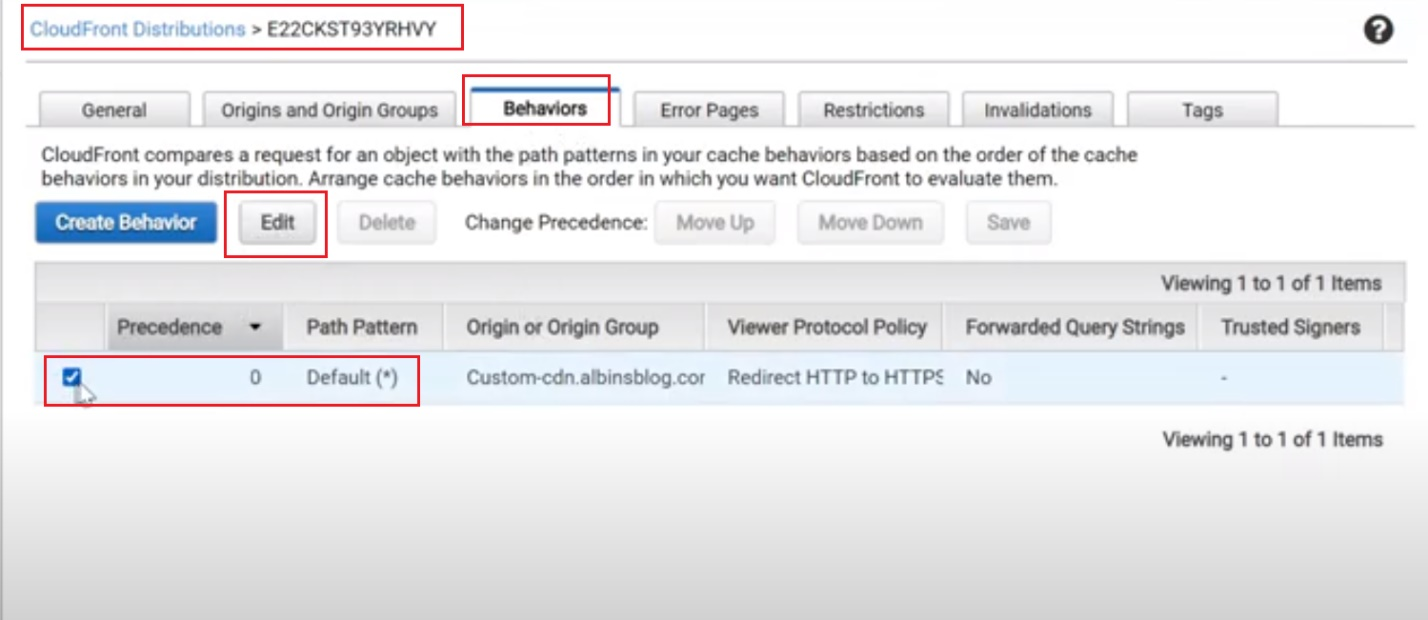 CloudFront Distributions > E22CKST93YRHVY
General Origins and Origin Groups Behaviors Error Pages Restrictions Invalidations Tags
CloudFront compares a request for an object with the path patterns in your cache behaviors based on the order of the cache
behaviors in your distribution. Arrange cache behaviors in the order in which you want CloudFront to evaluate them.
Create Behavior Edit Delete Change Precedence: Move Up Move Down Save
Viewing 1 to 1 of 1 Items
Precedence Path Pattern Origin or Origin Group Viewer Protocol Policy Forwarded Query Strings Trusted Signers
0 Default (*) Custom-cdn.albinsblog.cor Redirect HTTP to HTTPS No -
Viewing 1 to 1 of 1 Items